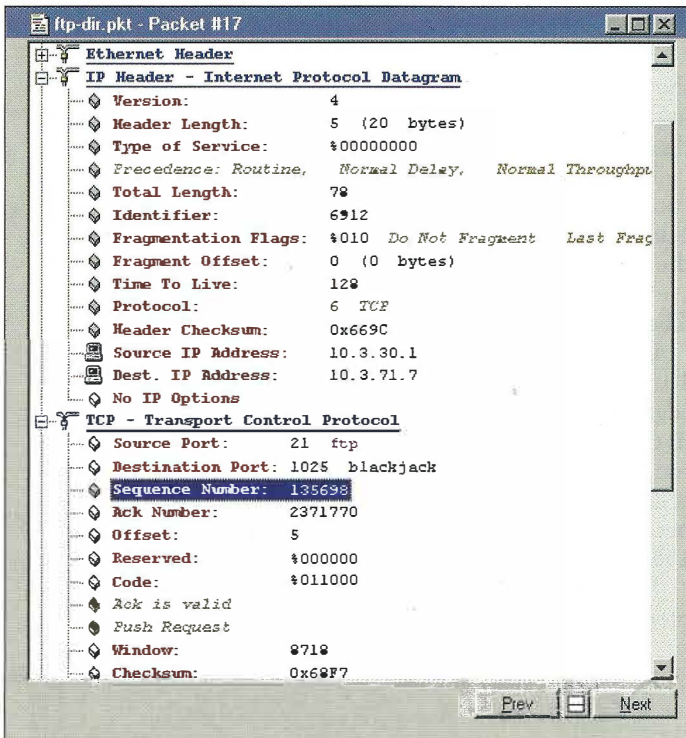 ftp-dir.pkt - Packet #17
Ethernet Header
IP Header - Internet Protocol Datagram
Version: 4
Header Length: 5 (20 bytes)
Type of Service: %00000000
Precedence: Routine, Normal Delay, Normal Throughpu
Total Length: 78
Identifier: 6912
Fragmentation Flags: %010 Do Not Fragment Last Frag
Fragment Offset: 0 (0 bytes)
Time To Live: 128
Protocol: 6 TCP
Header Checksum: 0x669C
Source IP Address: 10.3.30.1
Dest. IP Address: 10.3.71.7
No IP Options
TCP - Transport Control Protocol
Source Port: 21 ftp
Destination Port: 1025 blackjack
Sequence Number: 135698
Ack Number: 2371770
Offset: 5
Reserved: %000000
Code: %011000
Ack is valid
Push Request
Window: 8718
Checksum: 0x68F7
Prev Next